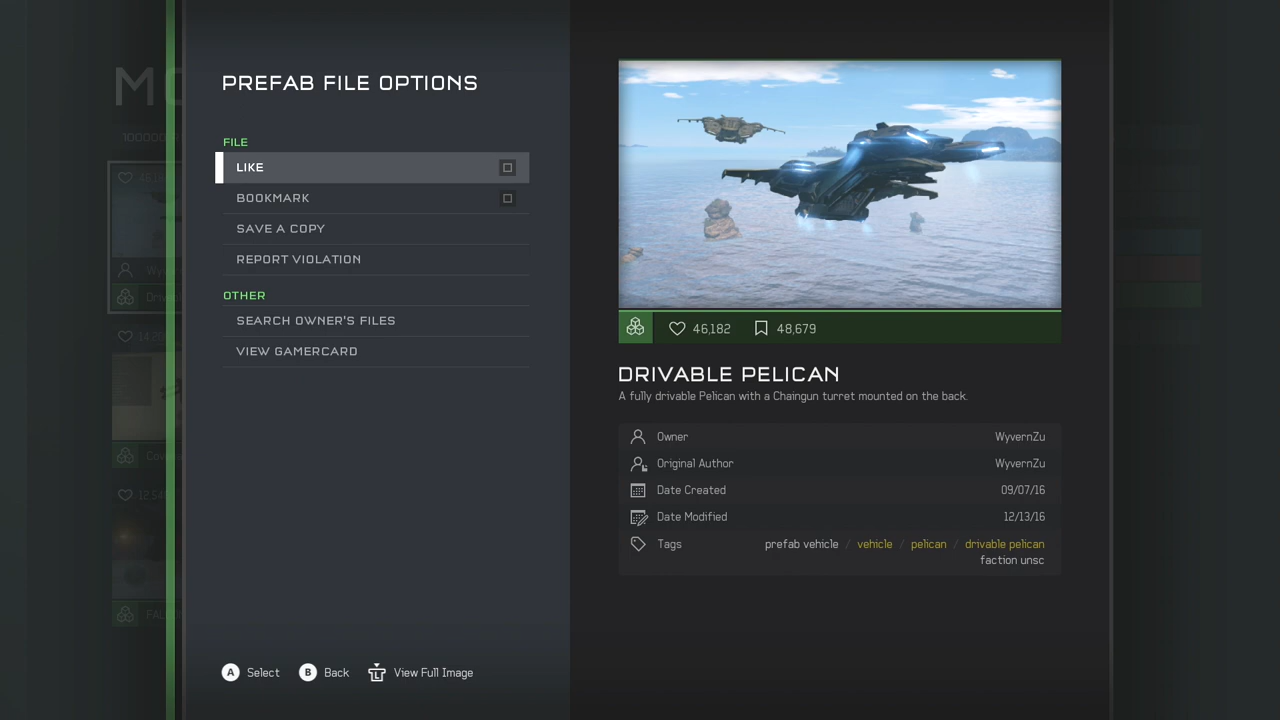 PREFAB FILE OPTIONS
FILE
LIKE
BOOKMARK
SAVE A COPY
REPORT VIOLATION
OTHER
SEARCH OWNER'S FILES
VIEW GAMERCARD
A Select B Back L View Full Image
46,182 48,679
DRIVABLE PELICAN
A fully drivable Pelican with a Chaingun turret mounted on the back.
Owner WyvernZu
Original Author WyvernZu
Date Created 09/07/16
Date Modified 12/13/16
Tags prefab vehicle / vehicle / pelican / drivable pelican
faction unsc